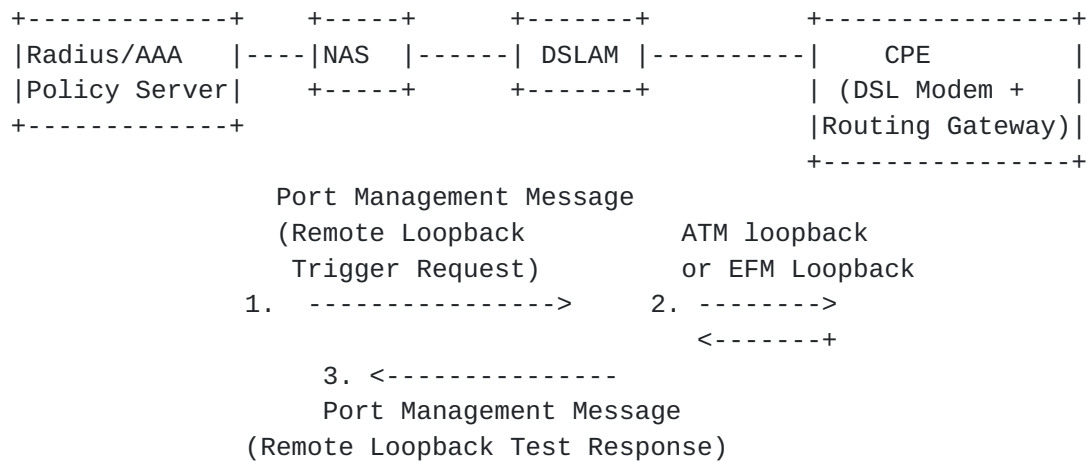 +-------------+    +-----+      +-------+          +----------------+
|Radius/AAA   |----|NAS  |------| DSLAM |----------|    CPE         |
|Policy Server|    +-----+      +-------+          | (DSL Modem +   |
+-------------+                                    |Routing Gateway)|
                                                   +----------------+
                 Port Management Message
                 (Remote Loopback          ATM loopback
                  Trigger Request)         or EFM Loopback
               1.  ---------------->     2. -------->
                                            <-------+
                    3. <---------------
                    Port Management Message
               (Remote Loopback Test Response)